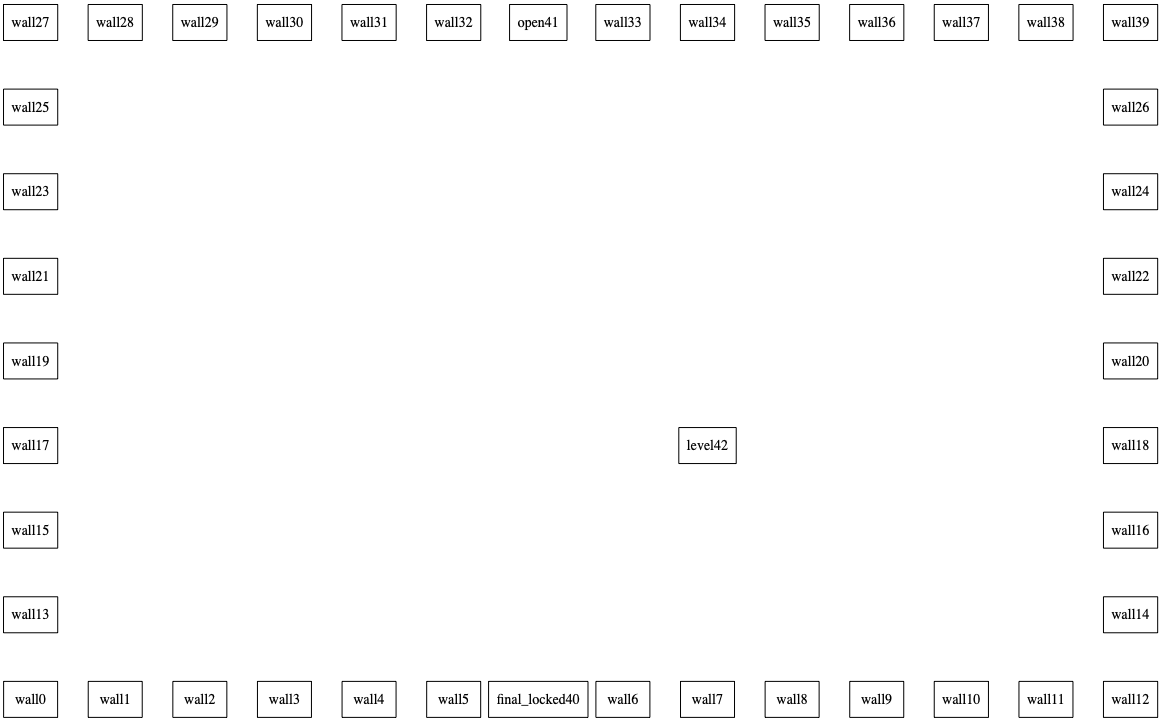 wall27 wall28 wall29 wall30 wall31 wall32 open41 wall33 wall34 wall35 wall36 wall37 wall38 wall39
wall25 wall26
wall23 wall24
wall21 wall22
wall19 wall20
wall17 level42 wall18
wall15 wall16
wall13 wall14
wall0 wall1 wall2 wall3 wall4 wall5 final_locked40 wall6 wall7 wall8 wall9 wall10 wall11 wall12